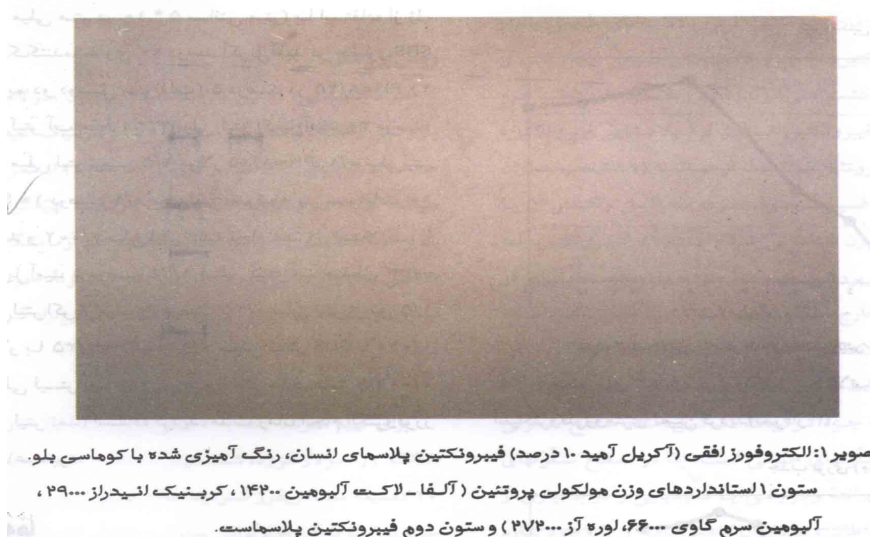 صویر ۱: الکتروفورز افقی (آکریل آمید ۱۰ درصد) فیبرونکتین پلاسمای انسان، رنگ آمیزی شده با کوماسی بلو.
ستون ۱ استانداردهای وزن مولکولی پروتئین (آلفا ـ لاکت آلبومین ۱۴۲۰۰، کربنیک انیدراز ۲۹۰۰۰،
آلبومین سرم گاوی ۶۶۰۰۰، اوره آز ۲۷۲۰۰۰) و ستون دوم فیبرونکتین پلاسماست.